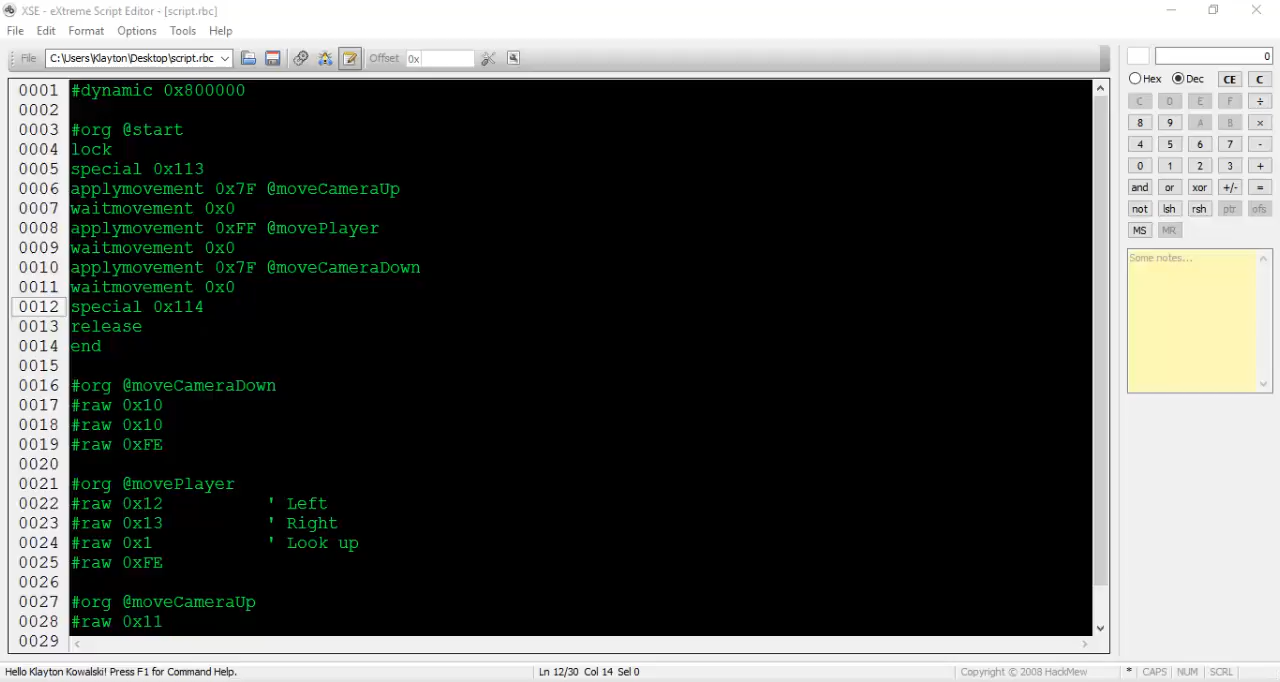 XSE - eXtreme Script Editor - [script.rbc]
File Edit Format Options Tools Help
File C:\Users\Klayton\Desktop\script.rbc Offset 0x
0
Hex Dec CE C
C D E F ÷
8 9 A B ×
4 5 6 7 -
0 1 2 3 +
and or xor +/- =
not lsh rsh ptr ofs
MS MR
Some notes...
0001 #dynamic 0x800000
0002
0003 #org @start
0004 lock
0005 special 0x113
0006 applymovement 0x7F @moveCameraUp
0007 waitmovement 0x0
0008 applymovement 0xFF @movePlayer
0009 waitmovement 0x0
0010 applymovement 0x7F @moveCameraDown
0011 waitmovement 0x0
0012 special 0x114
0013 release
0014 end
0015
0016 #org @moveCameraDown
0017 #raw 0x10
0018 #raw 0x10
0019 #raw 0xFE
0020
0021 #org @movePlayer
0022 #raw 0x12 ' Left
0023 #raw 0x13 ' Right
0024 #raw 0x1 ' Look up
0025 #raw 0xFE
0026
0027 #org @moveCameraUp
0028 #raw 0x11
0029
Hello Klayton Kowalski! Press F1 for Command Help. Ln 12/30 Col 14 Sel 0 Copyright © 2008 HackMew * CAPS NUM SCRL